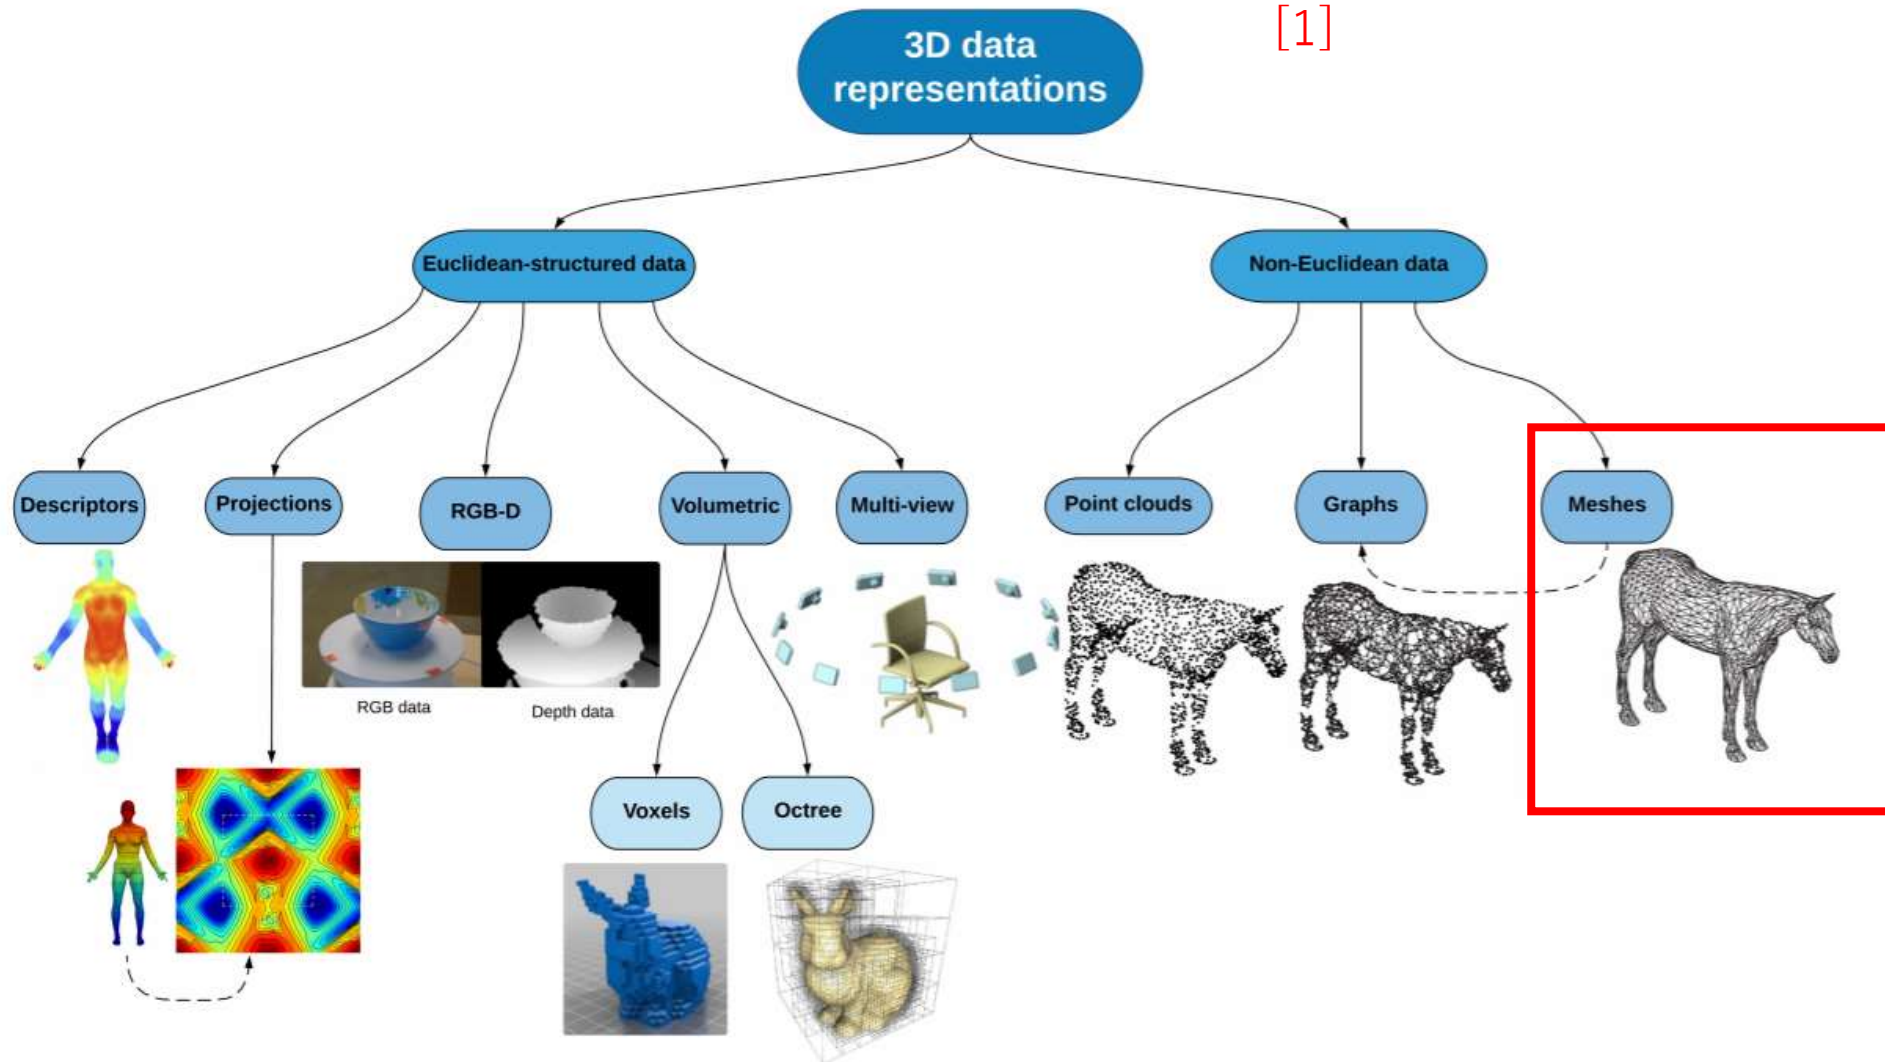 [1]
3D data
representations
Euclidean-structured data
Non-Euclidean data
Descriptors
Projections
RGB-D
Volumetric
Multi-view
Point clouds
Graphs
Meshes
RGB data
Depth data
Voxels
Octree